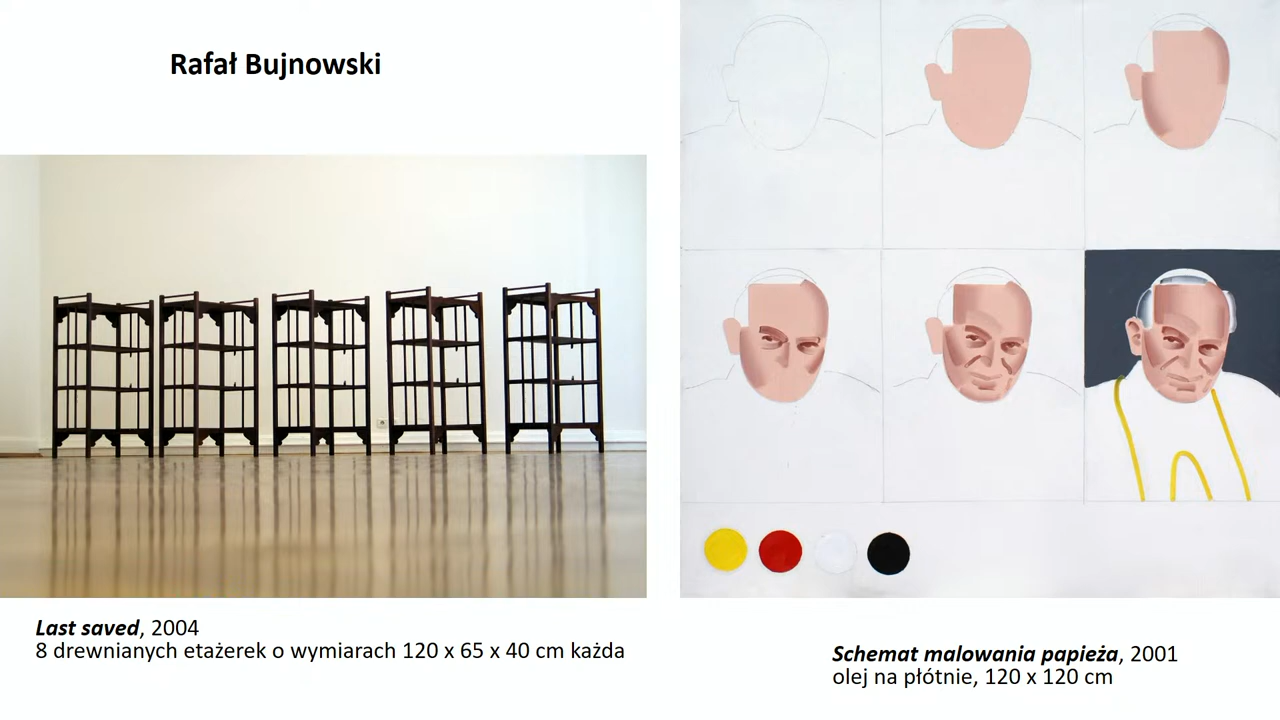 Rafał Bujnowski
Last saved, 2004
8 drewnianych etażerek o wymiarach 120 x 65 x 40 cm każda
Schemat malowania papieża, 2001
olej na płótnie, 120 x 120 cm